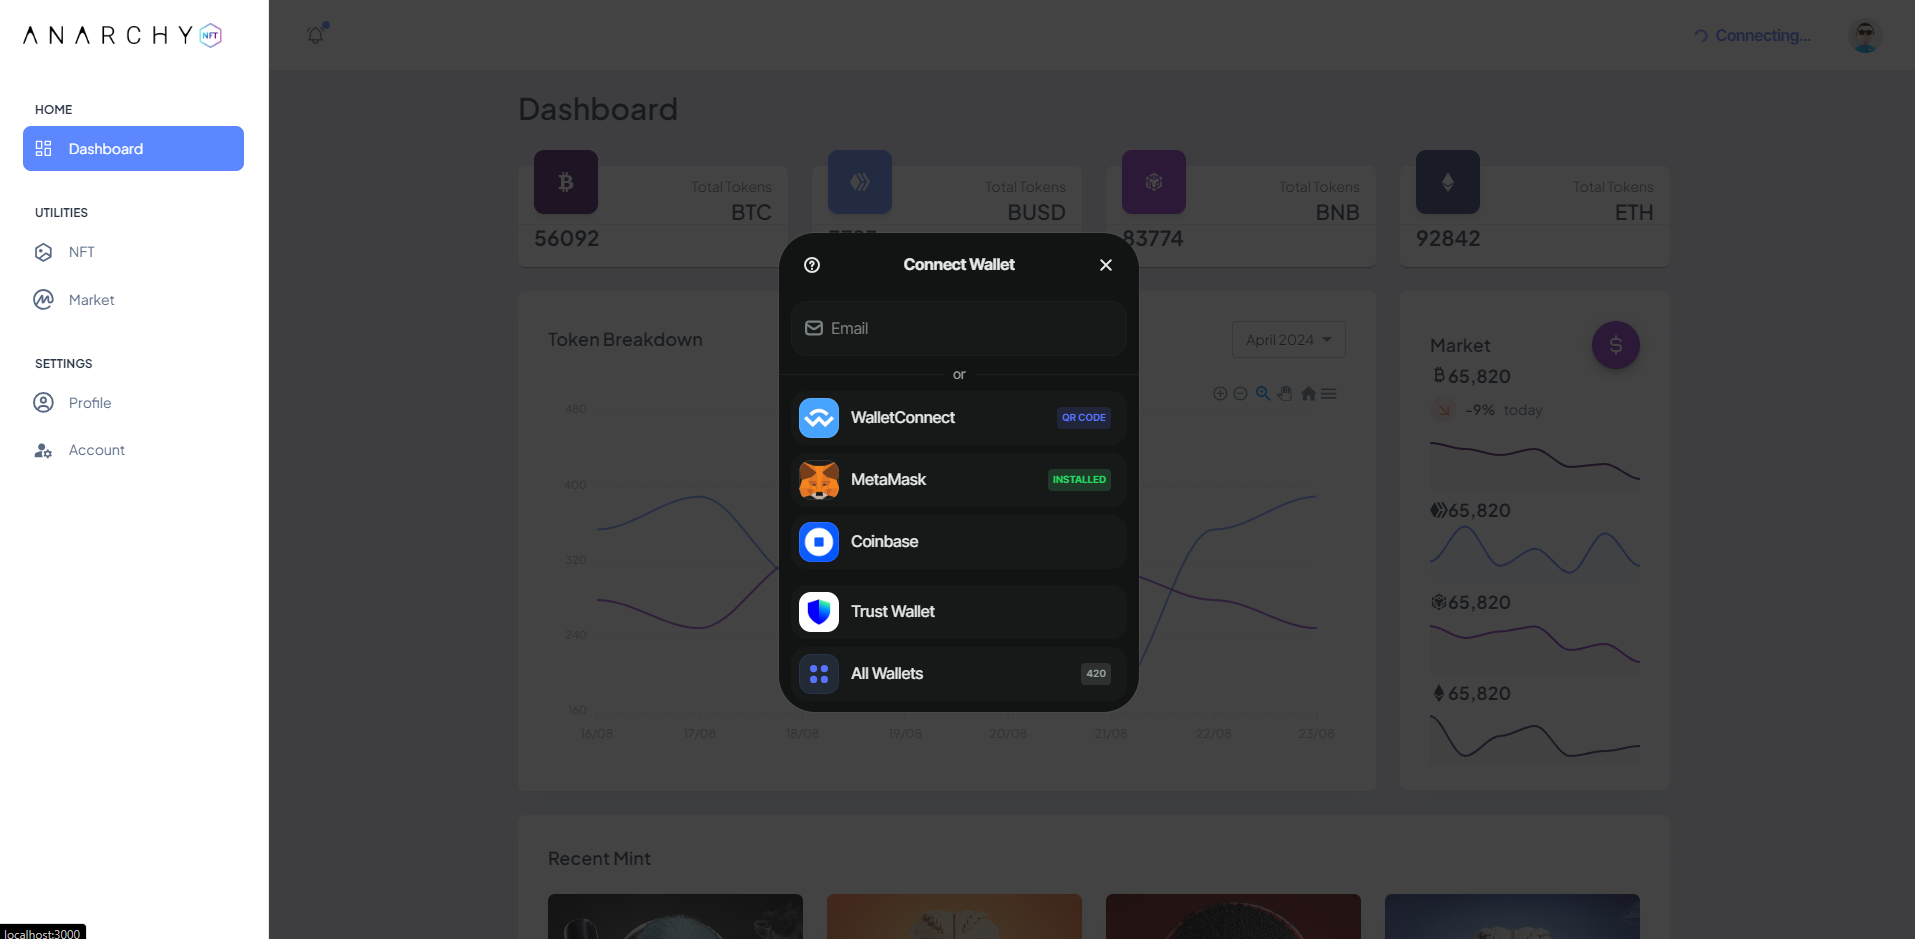 ANARCHY NFT
HOME
Dashboard
UTILITIES
NFT
Market
SETTINGS
Profile
Account
localhost:3000
Connecting...
Dashboard
Total Tokens
BTC
56092
Total Tokens
BUSD
Total Tokens
BNB
83774
Total Tokens
ETH
92842
Connect Wallet
Email
or
WalletConnect
QR CODE
MetaMask
INSTALLED
Coinbase
Trust Wallet
All Wallets
420
Token Breakdown
April 2024
480
400
320
240
160
16/08
17/08
18/08
19/08
20/08
21/08
22/08
23/08
Market
65,820
-9% today
65,820
65,820
65,820
Recent Mint